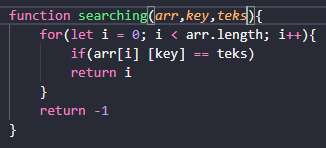 function searching(arr,key,teks){
    for(let i = 0; i < arr.length; i++){
        if(arr[i] [key] == teks)
        return i
    }
    return -1
}